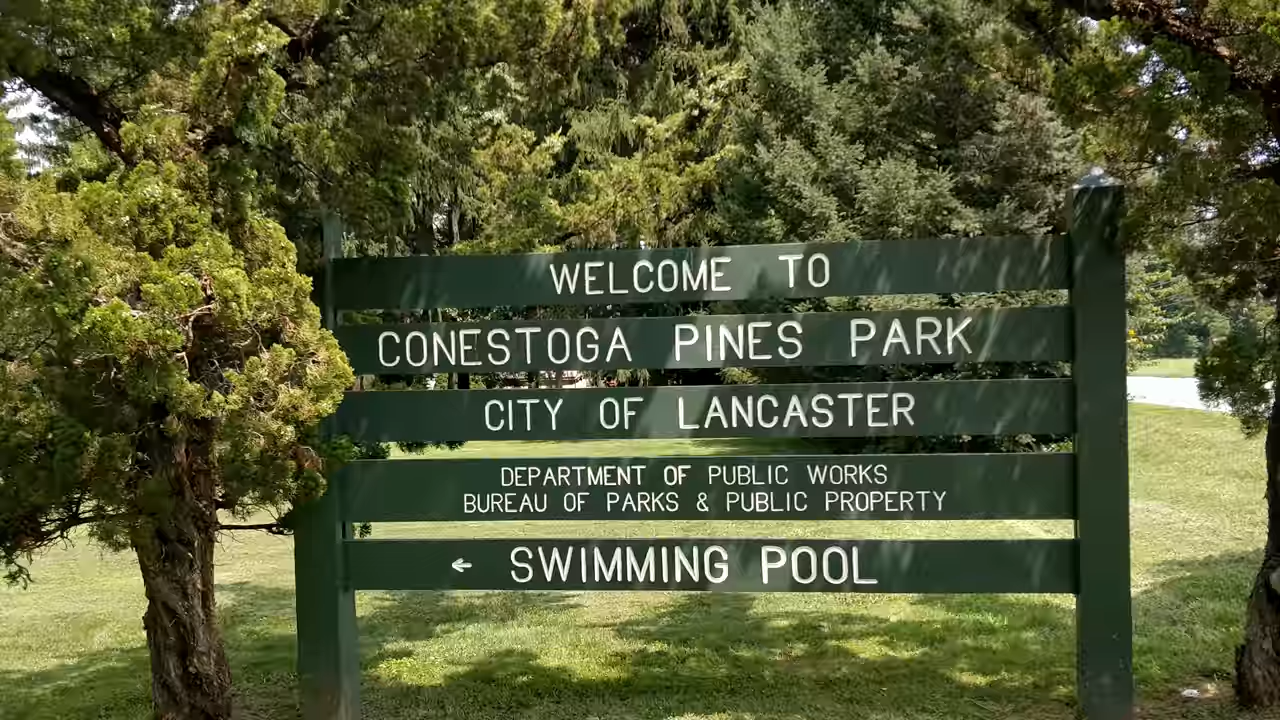 WELCOME TO
CONESTOGA PINES PARK
CITY OF LANCASTER
DEPARTMENT OF PUBLIC WORKS
BUREAU OF PARKS & PUBLIC PROPERTY
← SWIMMING POOL